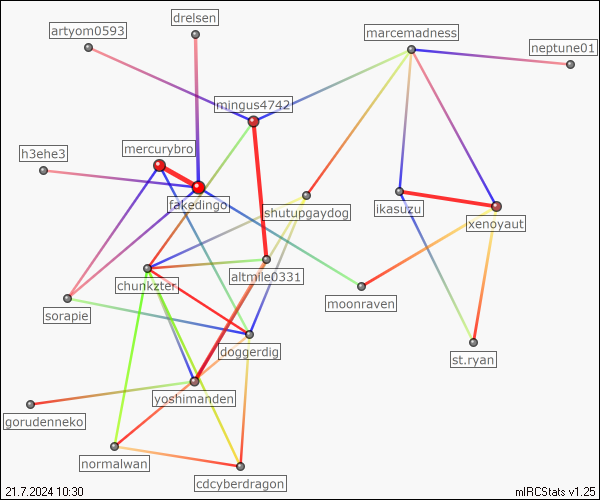 drelsen
artyom0593
marcemadness
neptune01
mingus4742
mercurybro
h3ehe3
fakedingo
shutupgaydog
ikasuzu
xenoyaut
chunkzter
altmile0331
moonraven
sorapie
doggerdig
st.ryan
yoshimanden
gorudenneko
normalwan
cdcyberdragon
21.7.2024 10:30
mIRCStats v1.25